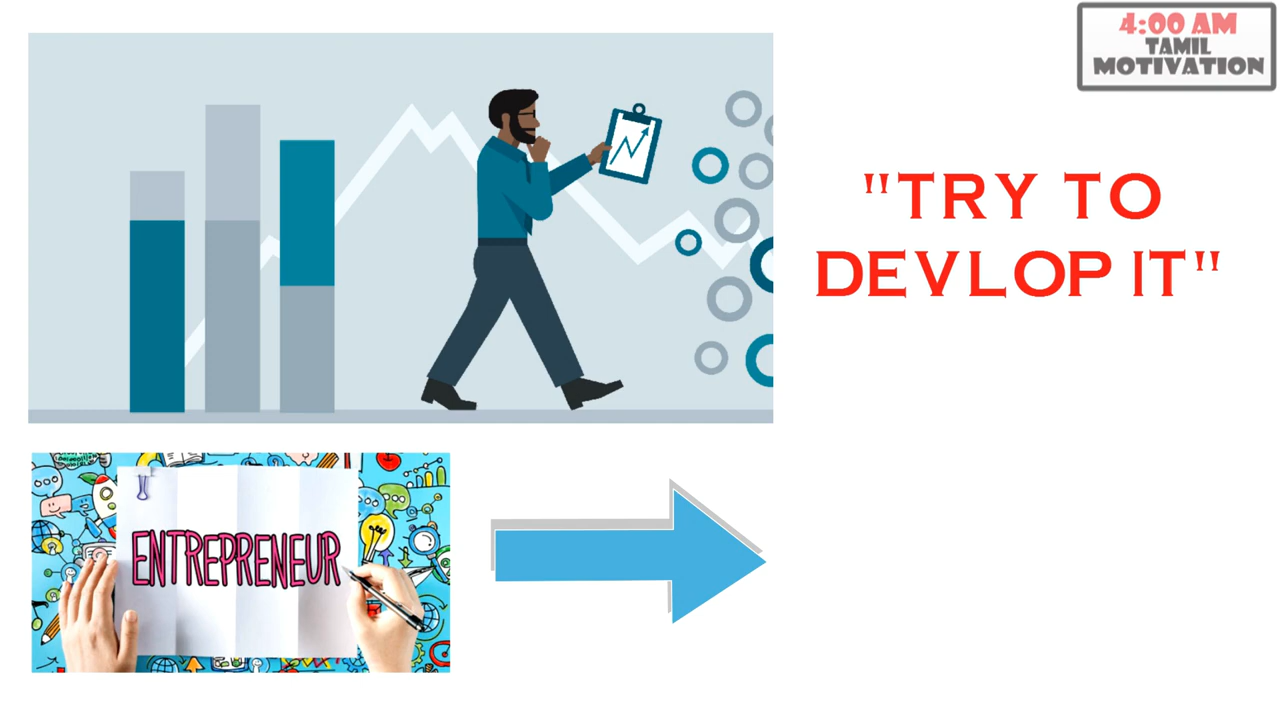 4:00 AM
TAMIL
MOTIVATION
"TRY TO
DEVLOP IT"
ENTREPRENEUR